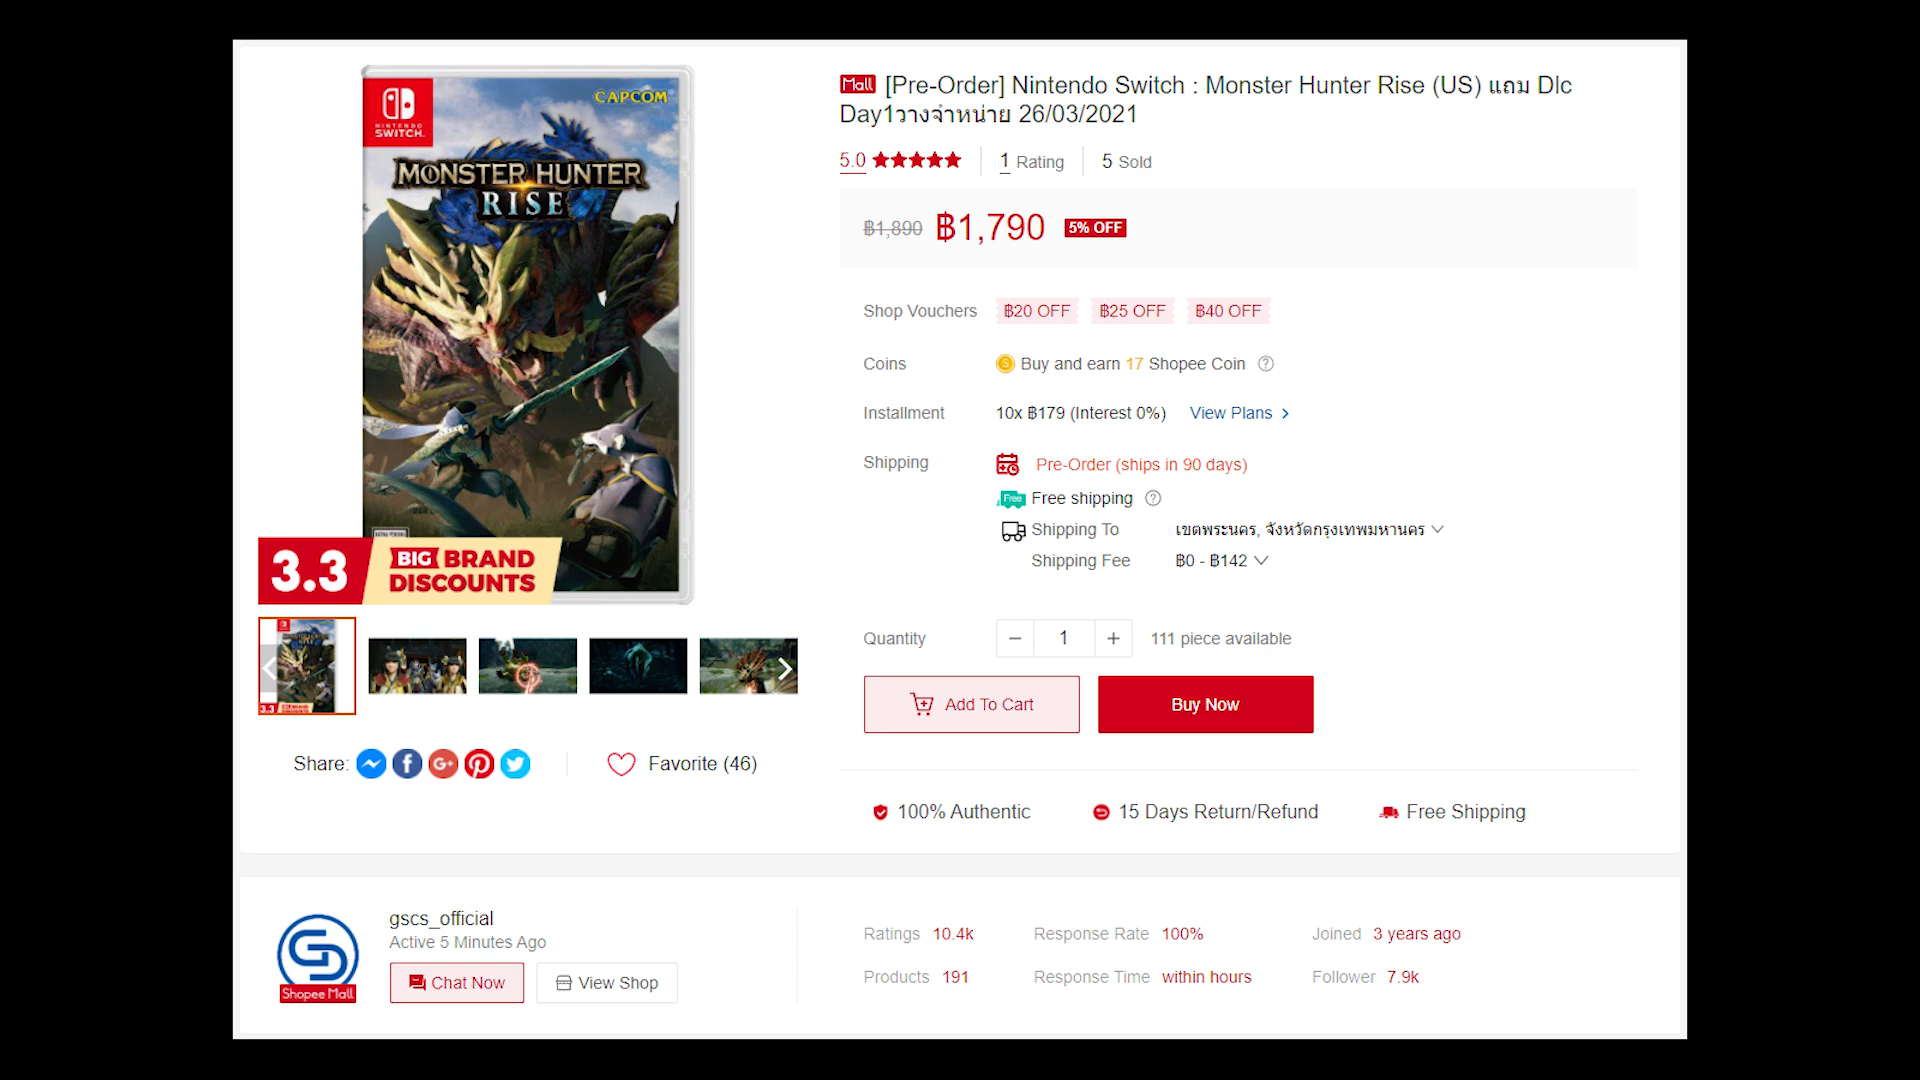 NINTENDO
SWITCH.
CAPCOM
MONSTER HUNTER
RISE
3.3
BIG BRAND
DISCOUNTS
3.3
Share:
Favorite (46)
Mall [Pre-Order] Nintendo Switch : Monster Hunter Rise (US) แถม Dlc
Day1วางจำหน่าย 26/03/2021
5.0 1 Rating 5 Sold
฿1,890 ฿1,790 5% OFF
Shop Vouchers ฿20 OFF ฿25 OFF ฿40 OFF
Coins Buy and earn 17 Shopee Coin
Installment 10x ฿179 (Interest 0%) View Plans
Shipping Pre-Order (ships in 90 days)
Free Free shipping
Shipping To เขตพระนคร, จังหวัดกรุงเทพมหานคร
Shipping Fee ฿0 - ฿142
Quantity 1 111 piece available
Add To Cart Buy Now
100% Authentic 15 Days Return/Refund Free Shipping
gscs_official
Active 5 Minutes Ago
Shopee Mall
Chat Now View Shop
Ratings 10.4k Response Rate 100% Joined 3 years ago
Products 191 Response Time within hours Follower 7.9k